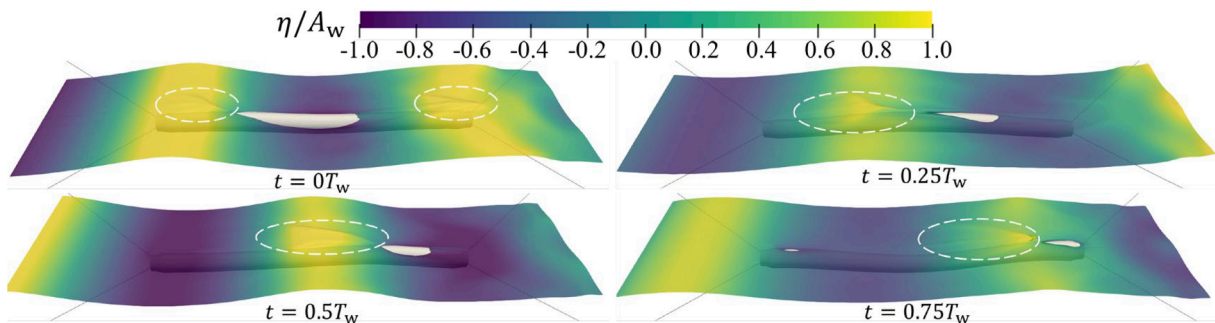 η/A_w
-1.0 -0.8 -0.6 -0.4 -0.2 0.0 0.2 0.4 0.6 0.8 1.0
t = 0T_w
t = 0.25T_w
t = 0.5T_w
t = 0.75T_w